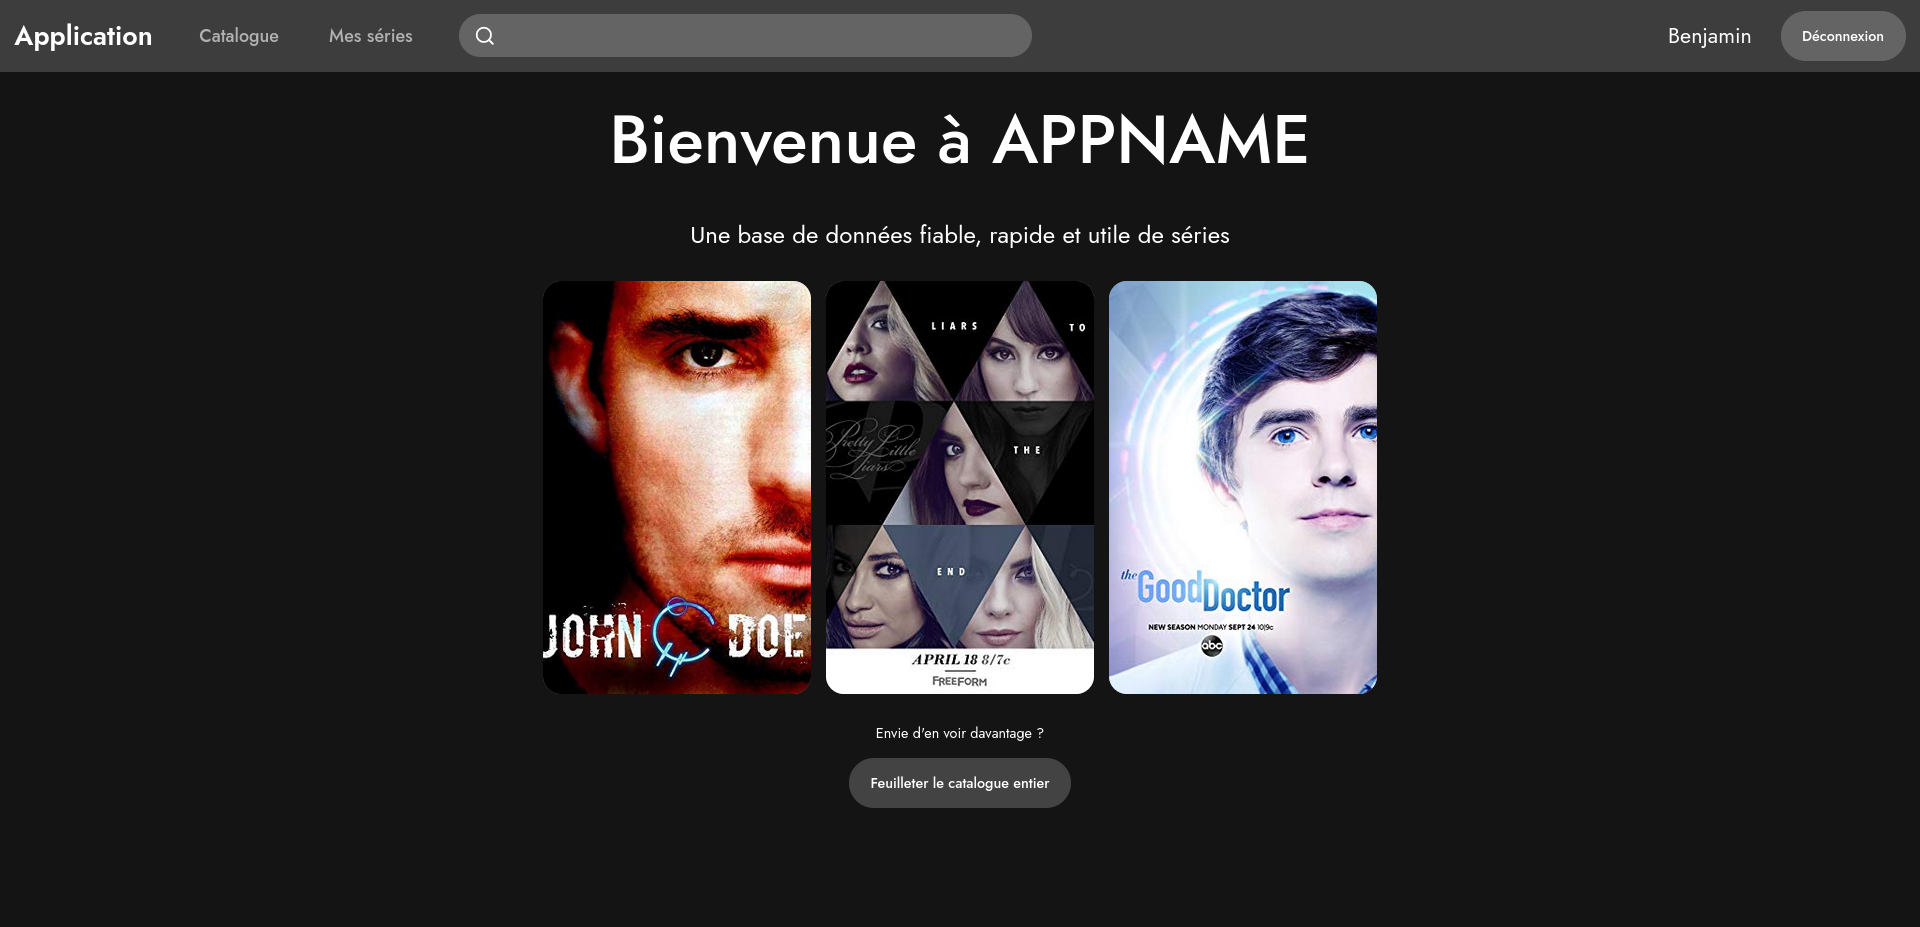 Application
Catalogue
Mes séries
Benjamin
Déconnexion
Bienvenue à APPNAME
Une base de données fiable, rapide et utile de séries
JOHN DOE
LIARS
TO
Pretty Little
Liars
THE
END
APRIL 18 8/7c
FREEFORM
the GoodDoctor
NEW SEASON MONDAY SEPT 24 10|9c
abc
Envie d'en voir davantage ?
Feuilleter le catalogue entier